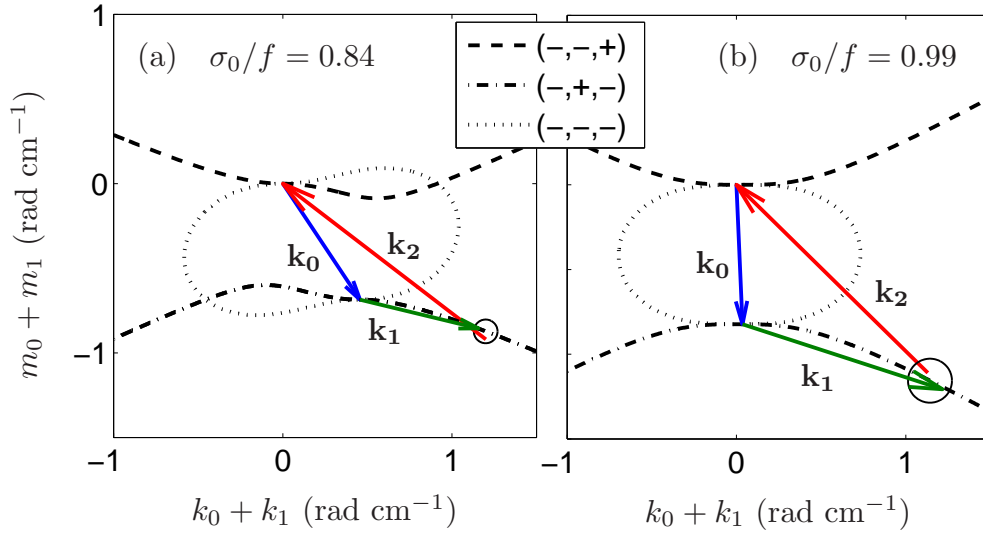 1
(a) σ₀/f = 0.84
(−,−,+)
(−,+,−)
(−,−,−)
(b) σ₀/f = 0.99
m₀ + m₁ (rad cm⁻¹)
0
−1
k₀
k₂
k₁
k₀
k₂
k₁
−1 0 1
−1 0 1
k₀ + k₁ (rad cm⁻¹)
k₀ + k₁ (rad cm⁻¹)